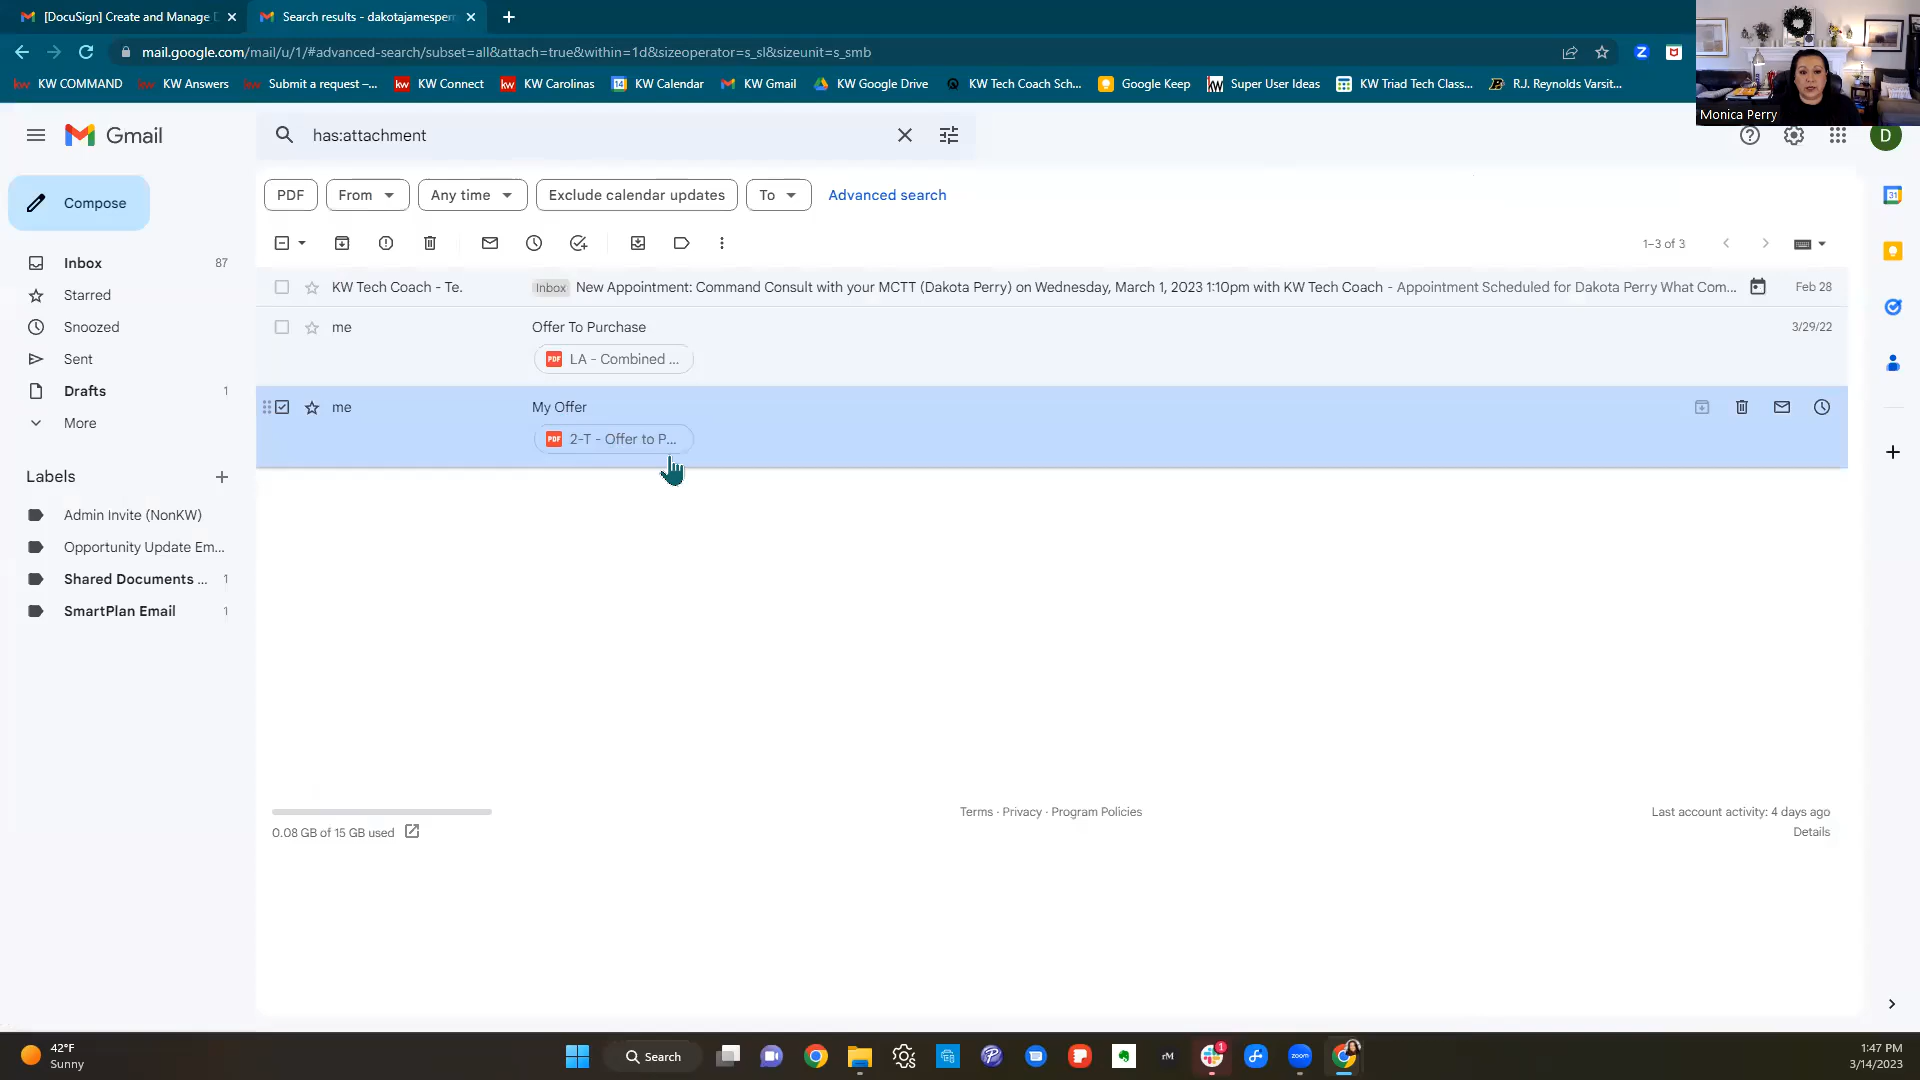 [DocuSign] Create and Manage D
Search results - dakotajamesper
mail.google.com/mail/u/1/#advanced-search/subset=all&attach=true&within=1d&sizeoperator=s_sl&sizeunit=s_smb
KW COMMAND
KW Answers
Submit a request –...
KW Connect
KW Carolinas
KW Calendar
KW Gmail
KW Google Drive
KW Tech Coach Sch...
Google Keep
Super User Ideas
KW Triad Tech Class...
R.J. Reynolds Varsit...
Monica Perry
Gmail
has:attachment
D
Compose
PDF
From
Any time
Exclude calendar updates
To
Advanced search
1–3 of 3
Inbox 87
Starred
Snoozed
Sent
Drafts 1
More
Labels
Admin Invite (NonKW)
Opportunity Update Em...
Shared Documents ... 1
SmartPlan Email 1
KW Tech Coach - Te. Inbox New Appointment: Command Consult with your MCTT (Dakota Perry) on Wednesday, March 1, 2023 1:10pm with KW Tech Coach - Appointment Scheduled for Dakota Perry What Com... Feb 28
me Offer To Purchase 3/29/22
PDF LA - Combined ...
me My Offer
PDF 2-T - Offer to P...
31
0.08 GB of 15 GB used
Terms · Privacy · Program Policies
Last account activity: 4 days ago
Details
42°F
Sunny
Search
rM
1
zoom
1:47 PM
3/14/2023